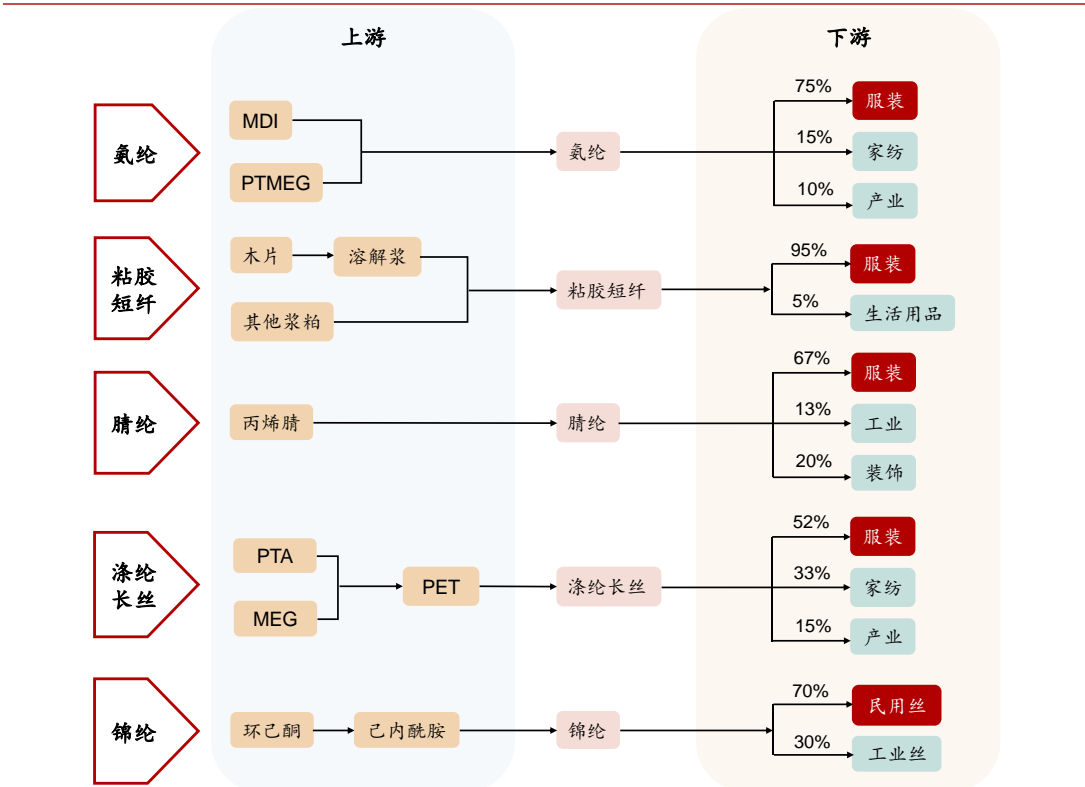 上游
下游
氨纶
MDI
PTMEG
氨纶
75%
服装
15%
家纺
10%
产业
粘胶
短纤
木片
溶解浆
其他浆粕
粘胶短纤
95%
服装
5%
生活用品
腈纶
丙烯腈
腈纶
67%
服装
13%
工业
20%
装饰
涤纶
长丝
PTA
MEG
PET
涤纶长丝
52%
服装
33%
家纺
15%
产业
锦纶
环己酮
己内酰胺
锦纶
70%
民用丝
30%
工业丝